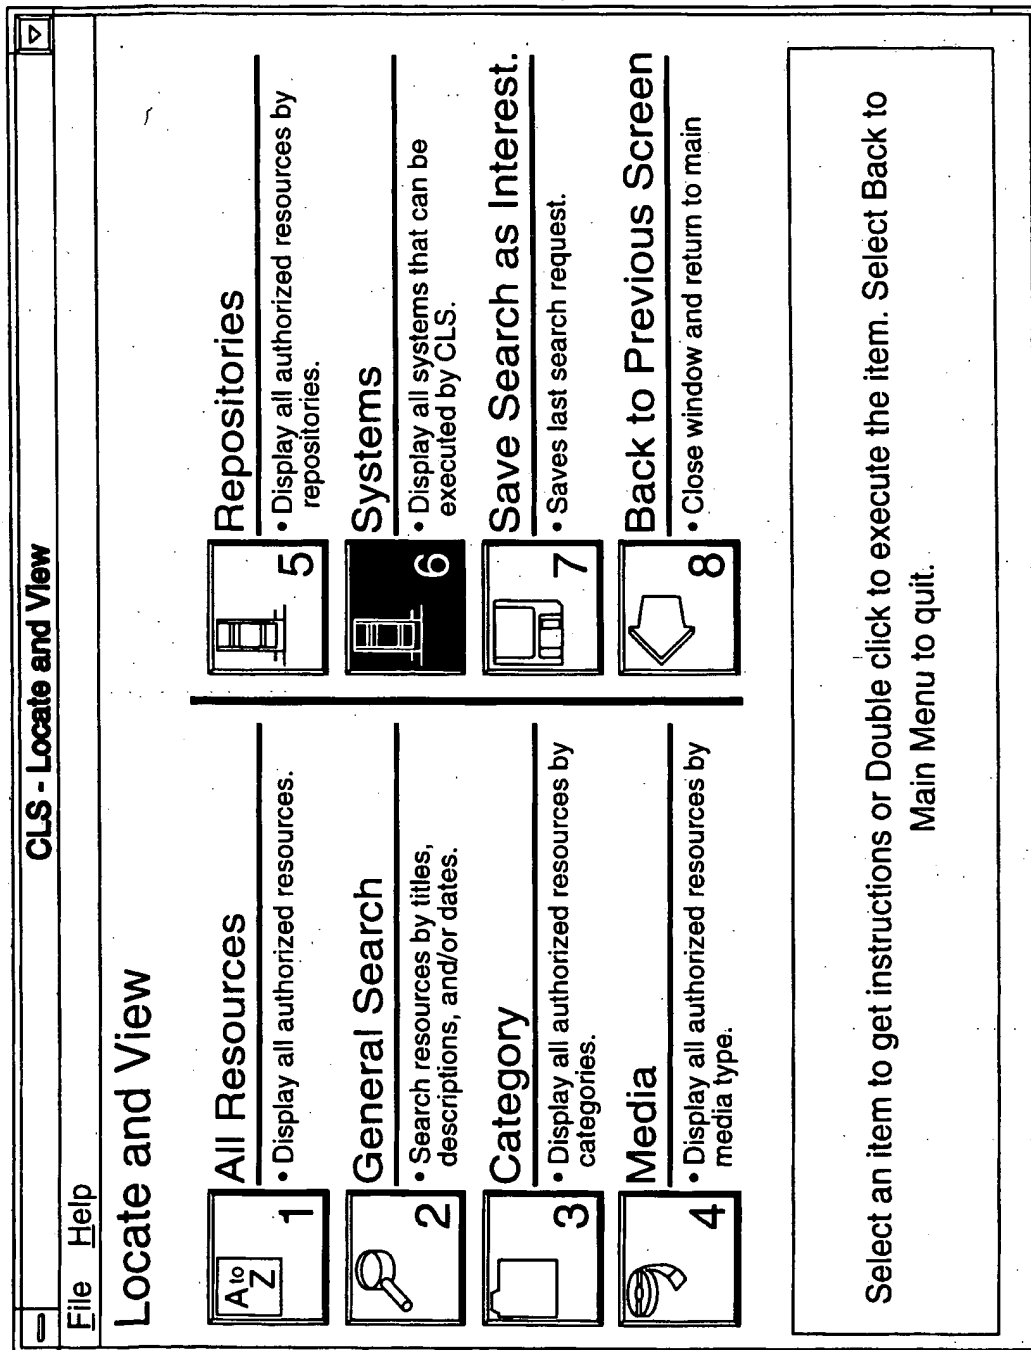 CLS - Locate and View
File Help
Locate and View
A to Z
1
All Resources
• Display all authorized resources.
2
General Search
• Search resources by titles,
descriptions, and/or dates.
3
Category
• Display all authorized resources by
categories.
4
Media
• Display all authorized resources by
media type.
5
Repositories
• Display all authorized resources by
repositories.
6
Systems
• Display all systems that can be
executed by CLS.
7
Save Search as Interest.
• Saves last search request.
8
Back to Previous Screen
• Close window and return to main
Select an item to get instructions or Double click to execute the item. Select Back to
Main Menu to quit.